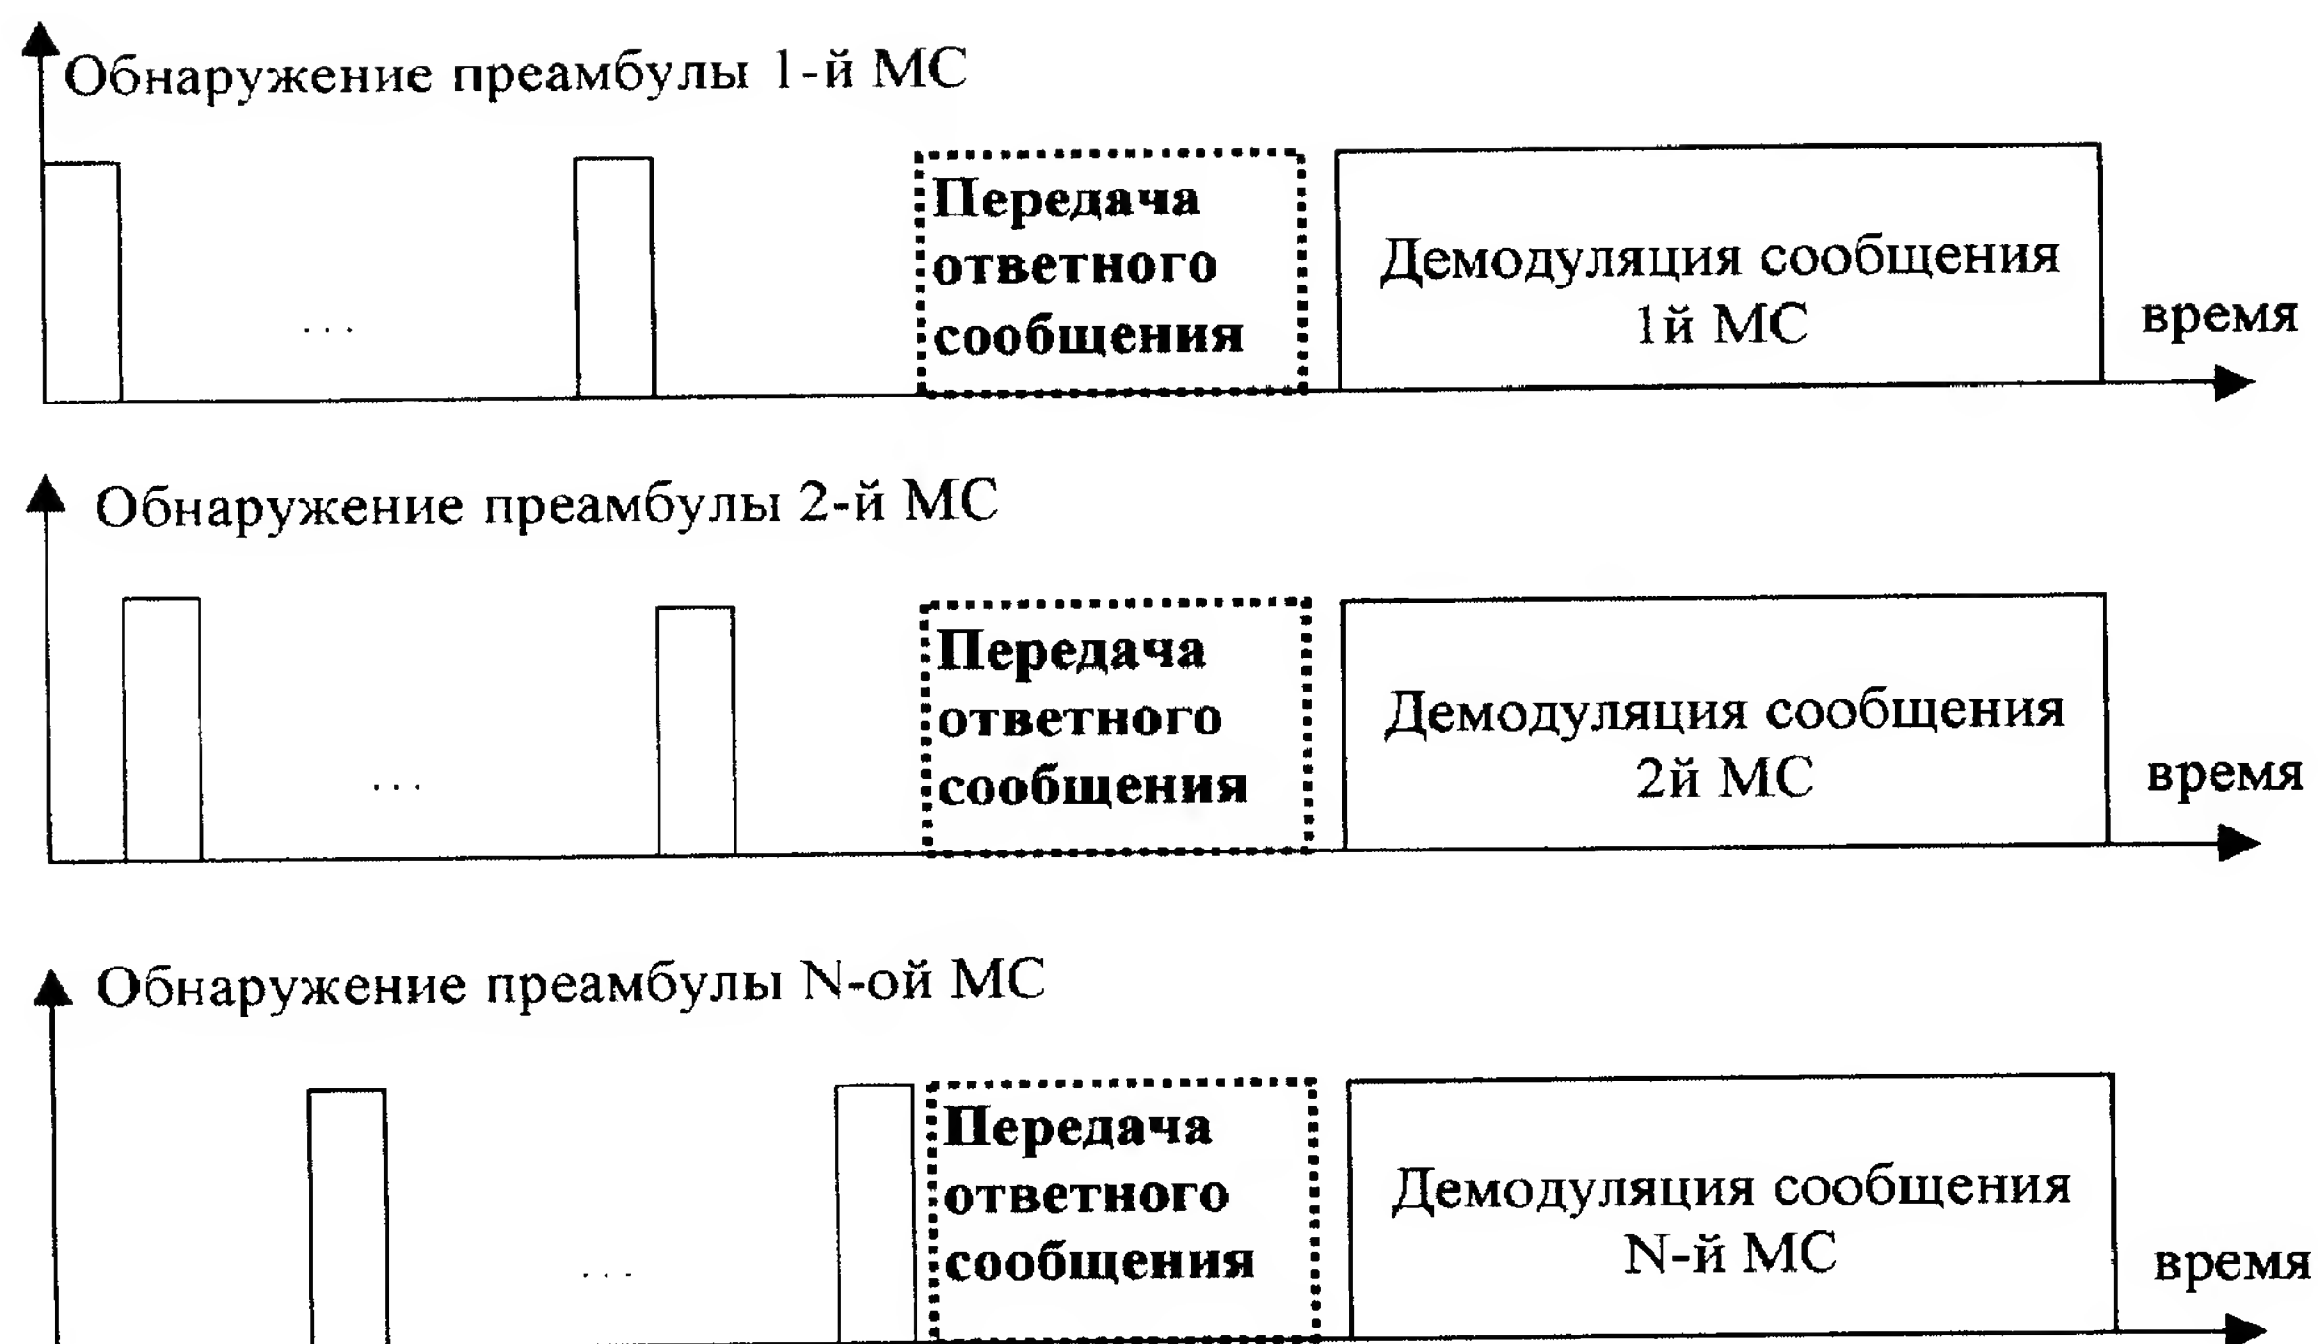 Обнаружение преамбулы 1-й МС
Передача
ответного
сообщения
Демодуляция сообщения
1й МС
время
...
Обнаружение преамбулы 2-й МС
Передача
ответного
сообщения
Демодуляция сообщения
2й МС
время
...
Обнаружение преамбулы N-ой МС
Передача
ответного
сообщения
Демодуляция сообщения
N-й МС
время
...